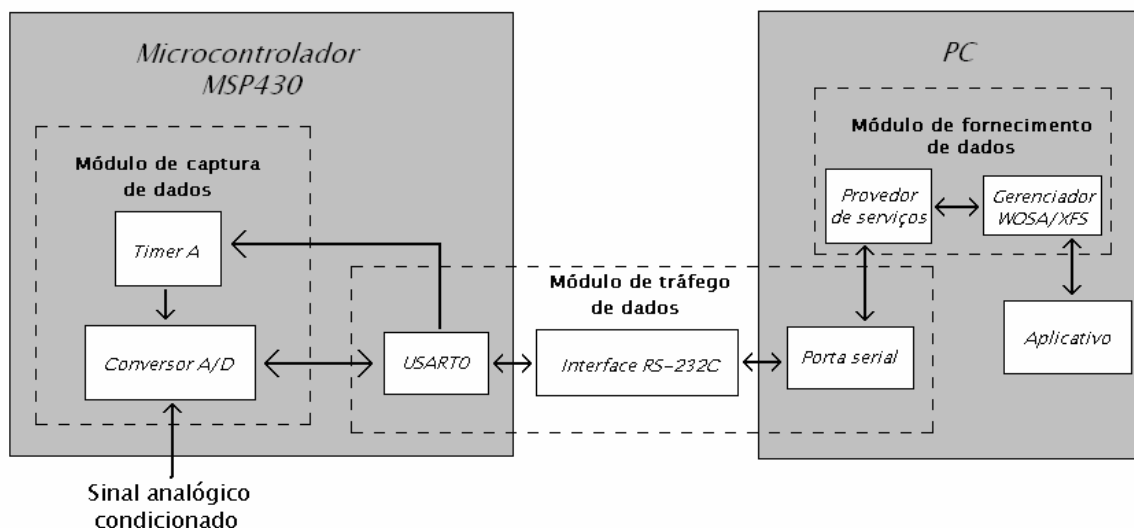 Microcontrolador
MSP430
Módulo de captura
de dados
Timer A
Conversor A/D
Sinal analógico
condicionado
Módulo de tráfego
de dados
USART0
Interface RS-232C
Porta serial
PC
Módulo de fornecimento
de dados
Provedor
de serviços
Gerenciador
WOSA/XFS
Aplicativo